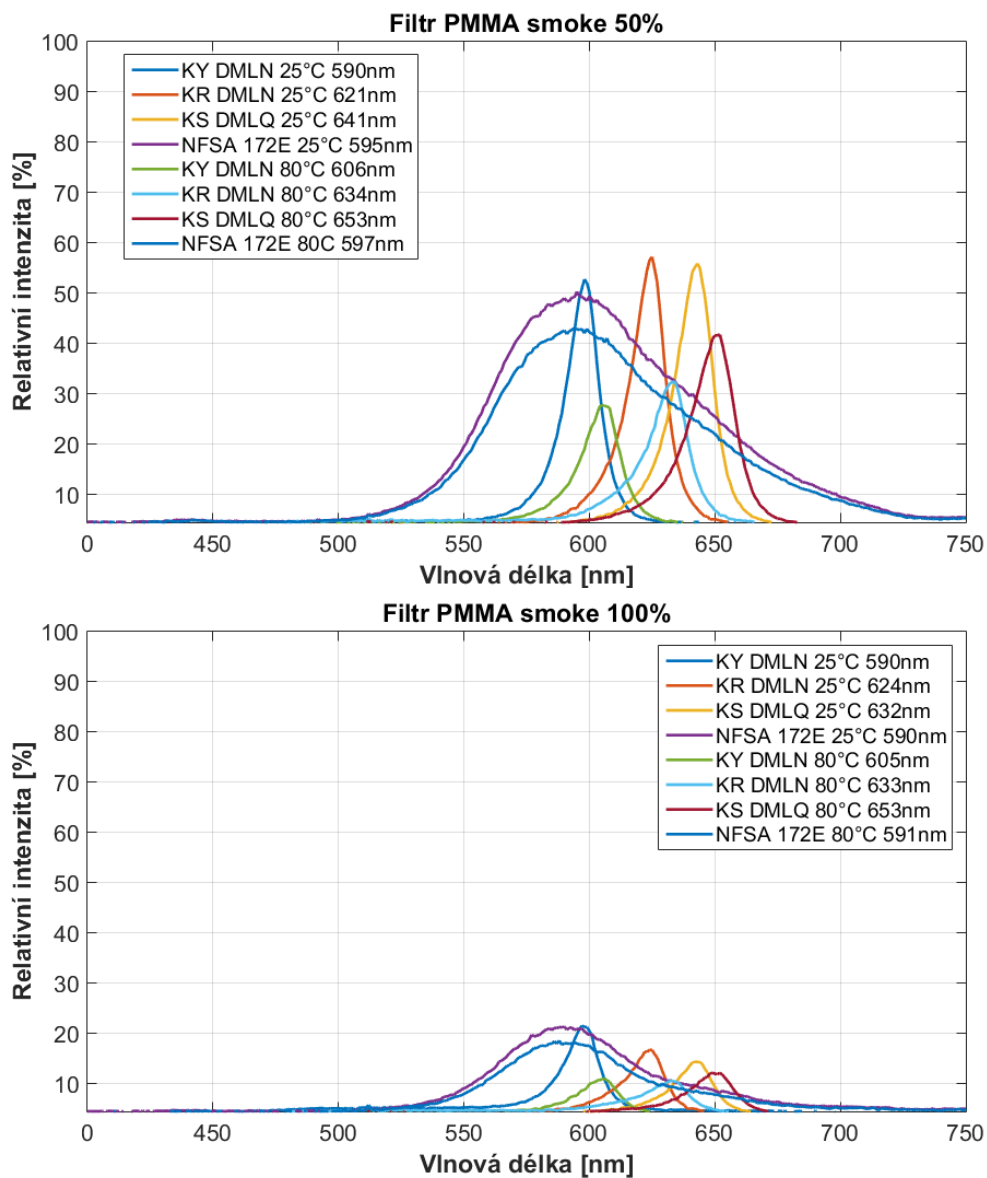 Filtr PMMA smoke 50%
100
90
80
70
60
50
40
30
20
10
Relativní intenzita [%]
KY DMLN 25°C 590nm
KR DMLN 25°C 621nm
KS DMLQ 25°C 641nm
NFSA 172E 25°C 595nm
KY DMLN 80°C 606nm
KR DMLN 80°C 634nm
KS DMLQ 80°C 653nm
NFSA 172E 80C 597nm
0 450 500 550 600 650 700 750
Vlnová délka [nm]
Filtr PMMA smoke 100%
100
90
80
70
60
50
40
30
20
10
Relativní intenzita [%]
KY DMLN 25°C 590nm
KR DMLN 25°C 624nm
KS DMLQ 25°C 632nm
NFSA 172E 25°C 590nm
KY DMLN 80°C 605nm
KR DMLN 80°C 633nm
KS DMLQ 80°C 653nm
NFSA 172E 80°C 591nm
0 450 500 550 600 650 700 750
Vlnová délka [nm]